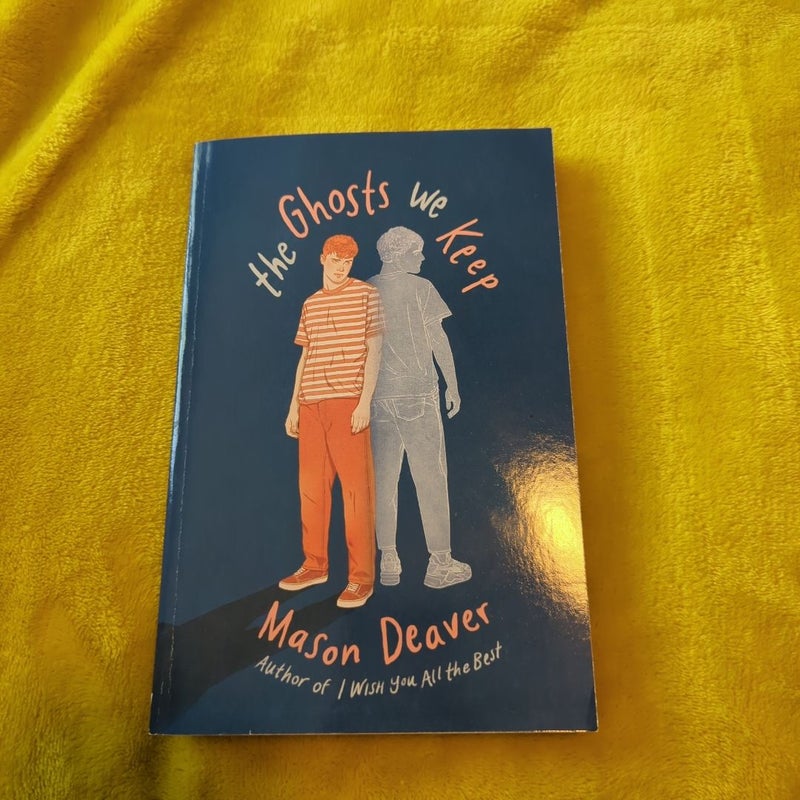 the Ghosts we Keep
Mason Deaver
Author of I WISH You All the Best